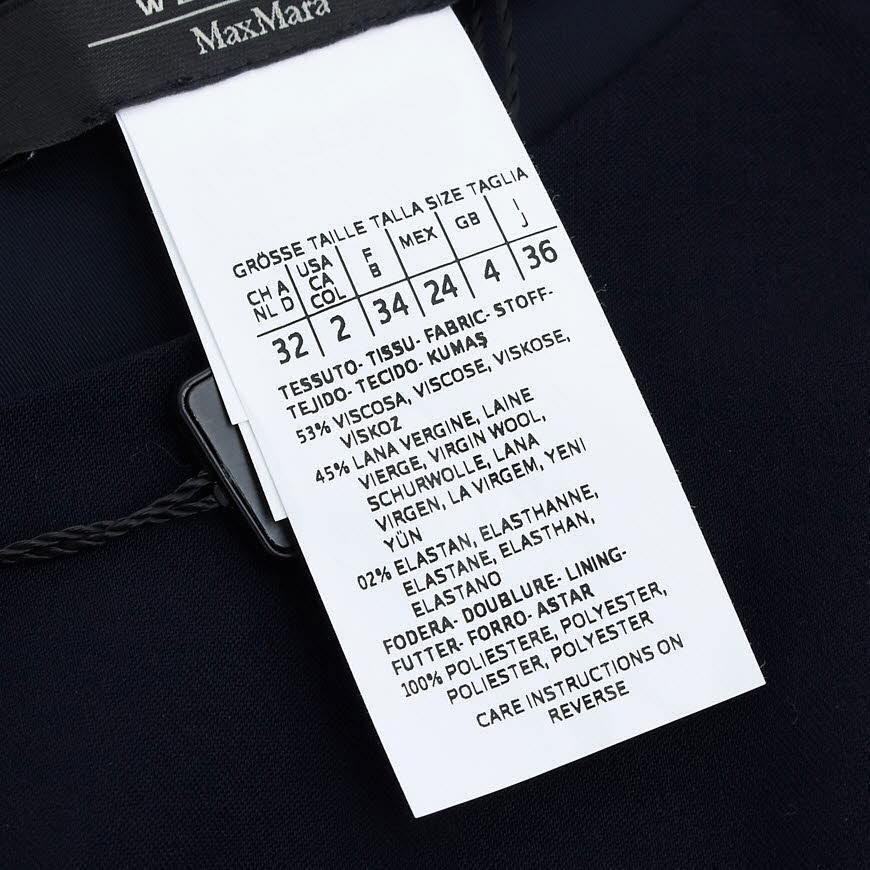 MaxMara
GRÖSSE TAILLE TALLA SIZE TAGLIA
CH A NL D USA CA COL F B MEX GB I J
32 2 34 24 4 36
TESSUTO- TISSU- FABRIC- STOFF-
TEJIDO- TECIDO- KUMAŞ
53% VISCOSA, VISCOSE, VISKOSE,
VISKOZ
45% LANA VERGINE, LAINE
VIERGE, VIRGIN WOOL,
SCHURWOLLE, LANA
VIRGEN, LA VIRGEM, YENI
YÜN
02% ELASTAN, ELASTHANNE,
ELASTANE, ELASTHAN,
ELASTANO
FODERA- DOUBLURE- LINING-
FUTTER- FORRO- ASTAR
100% POLIESTERE, POLYESTER,
POLIESTER, POLYESTER
CARE INSTRUCTIONS ON
REVERSE